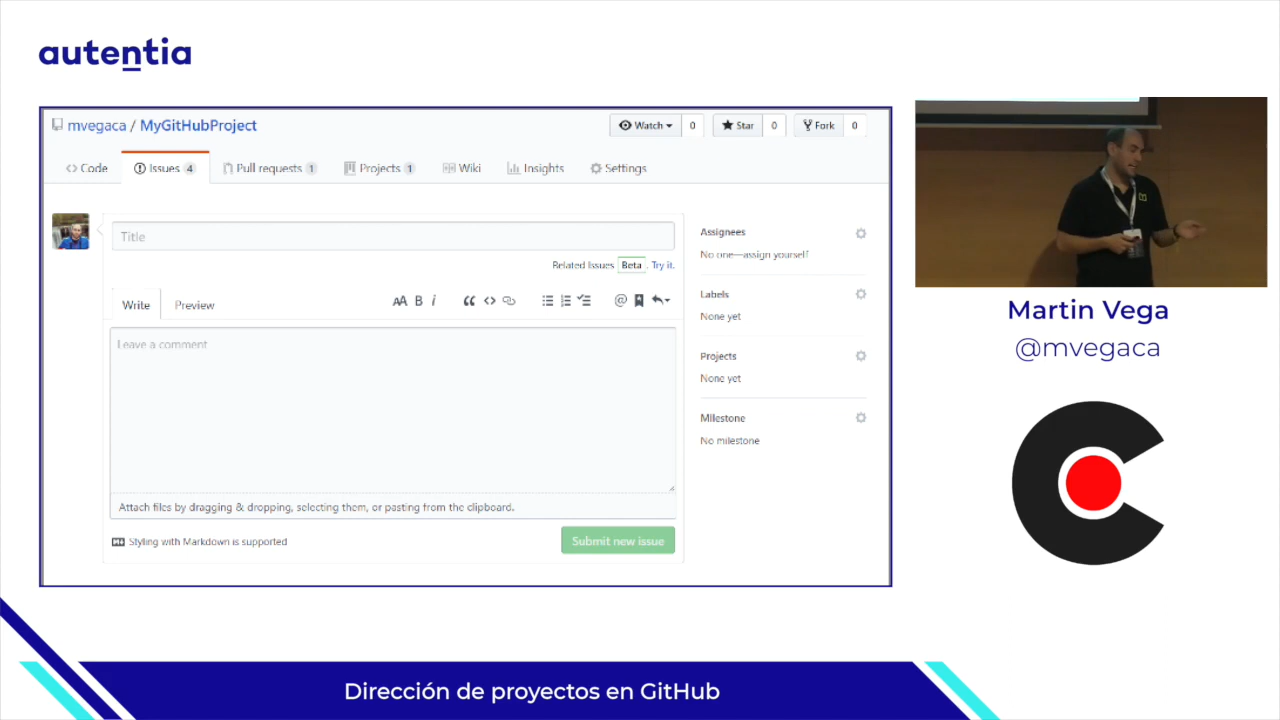 autentia
mvegaca / MyGitHubProject
Watch 0 Star 0 Fork 0
Code Issues 4 Pull requests 1 Projects 1 Wiki Insights Settings
Title
Related Issues Beta . Try it.
Write Preview
AA B i
Leave a comment
Attach files by dragging & dropping, selecting them, or pasting from the clipboard.
Styling with Markdown is supported
Submit new issue
Assignees
No one—assign yourself
Labels
None yet
Projects
None yet
Milestone
No milestone
Martin Vega
@mvegaca
Dirección de proyectos en GitHub